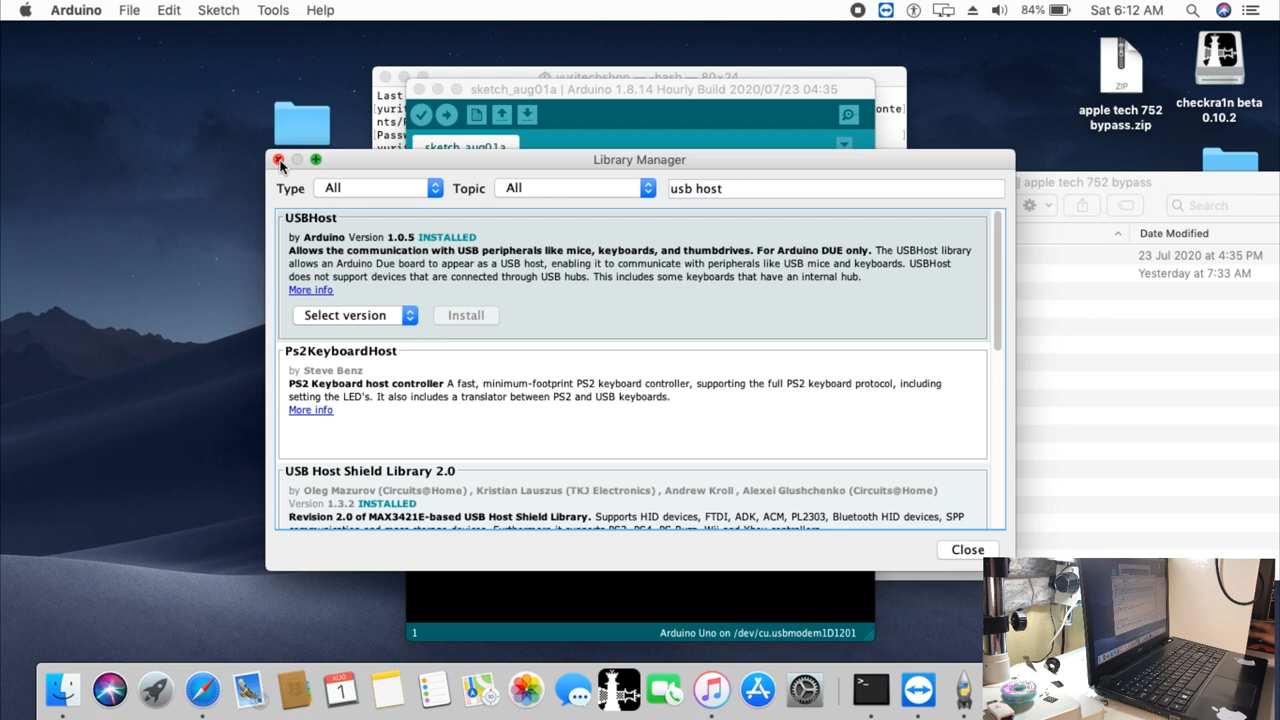 Arduino File Edit Sketch Tools Help
84% Sat 6:12 AM
yuritechshop — -bash — 80×24
sketch_aug01a | Arduino 1.8.14 Hourly Build 2020/07/23 04:35
Last
[yurit
onte]
nts/F
[Passw
sketch_aug01a
ZIP
apple tech 752
bypass.zip
checkra1n beta
0.10.2
Library Manager
Type All Topic All usb host
USBHost
by Arduino Version 1.0.5 INSTALLED
Allows the communication with USB peripherals like mice, keyboards, and thumbdrives. For Arduino DUE only. The USBHost library
allows an Arduino Due board to appear as a USB host, enabling it to communicate with peripherals like USB mice and keyboards. USBHost
does not support devices that are connected through USB hubs. This includes some keyboards that have an internal hub.
More info
Select version Install
Ps2KeyboardHost
by Steve Benz
PS2 Keyboard host controller A fast, minimum-footprint PS2 keyboard controller, supporting the full PS2 keyboard protocol, including
setting the LED's. It also includes a translator between PS2 and USB keyboards.
More info
USB Host Shield Library 2.0
by Oleg Mazurov (Circuits@Home) , Kristian Lauszus (TKJ Electronics) , Andrew Kroll , Alexei Glushchenko (Circuits@Home)
Version 1.3.2 INSTALLED
Revision 2.0 of MAX3421E-based USB Host Shield Library. Supports HID devices, FTDI, ADK, ACM, PL2303, Bluetooth HID devices, SPP
Close
apple tech 752 bypass
Search
Date Modified
23 Jul 2020 at 4:35 PM
Yesterday at 7:33 AM
1 Arduino Uno on /dev/cu.usbmodem1D1201
AUG
1